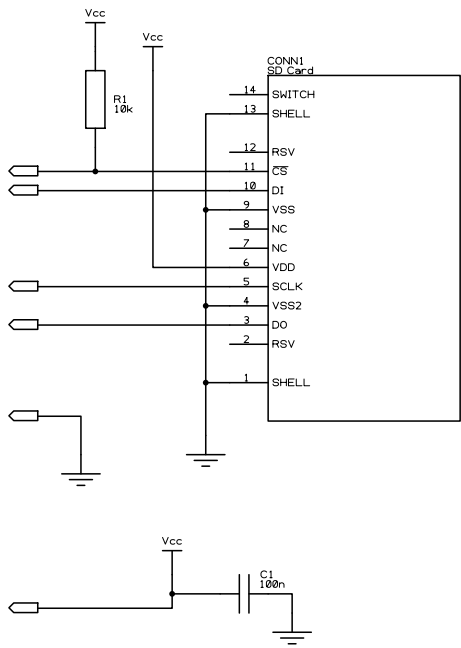 Vcc
Vcc
CONN1
SD Card
R1
10k
14 SWITCH
13 SHELL
12 RSV
11 CS
10 DI
9 VSS
8 NC
7 NC
6 VDD
5 SCLK
4 VSS2
3 DO
2 RSV
1 SHELL
Vcc
C1
100n